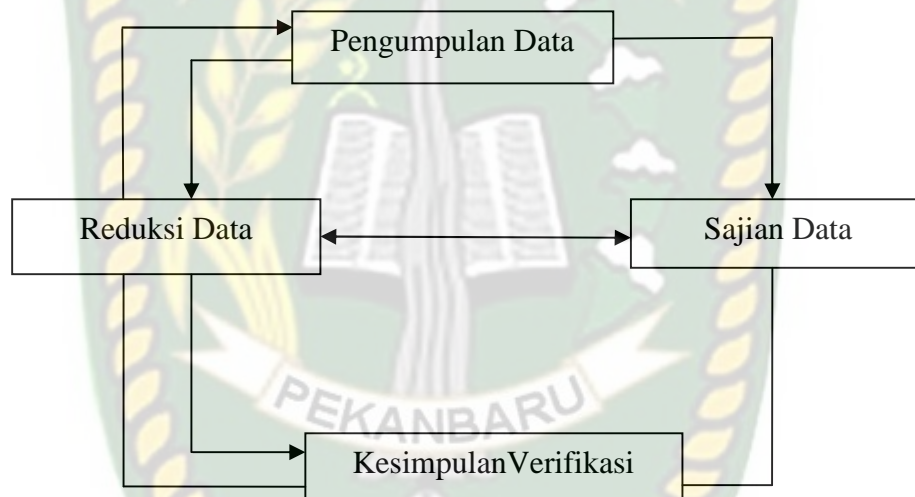 Pengumpulan Data
Reduksi Data
Sajian Data
PEKANBARU
KesimpulanVerifikasi